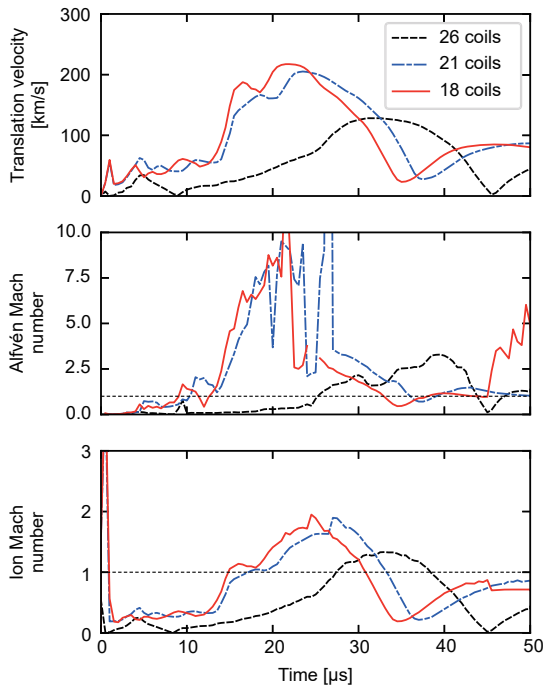 300
200
100
0
Translation velocity
[km/s]
26 coils
21 coils
18 coils
10.0
7.5
5.0
2.5
0.0
Alfvén Mach
number
3
2
1
0
Ion Mach
number
0
10
20
30
40
50
Time [µs]